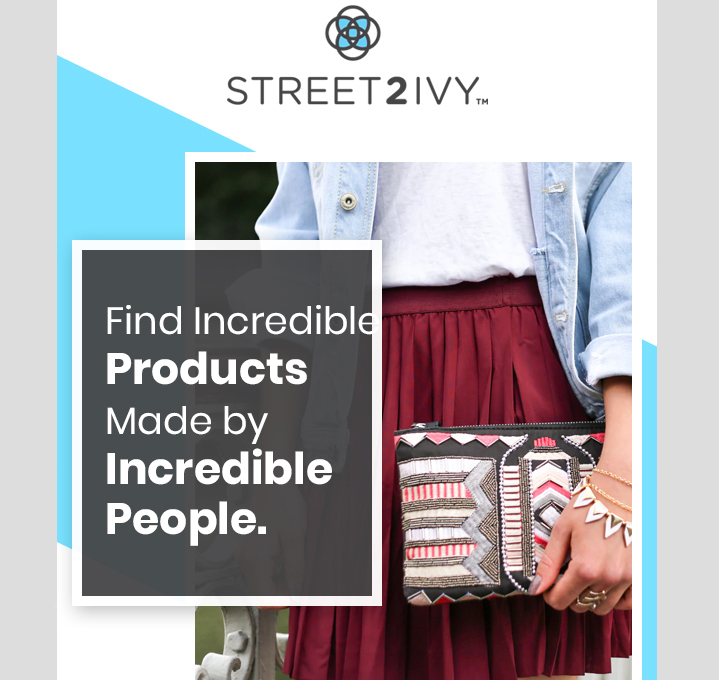 STREET2IVY™
Find Incredible
Products
Made by
Incredible
People.